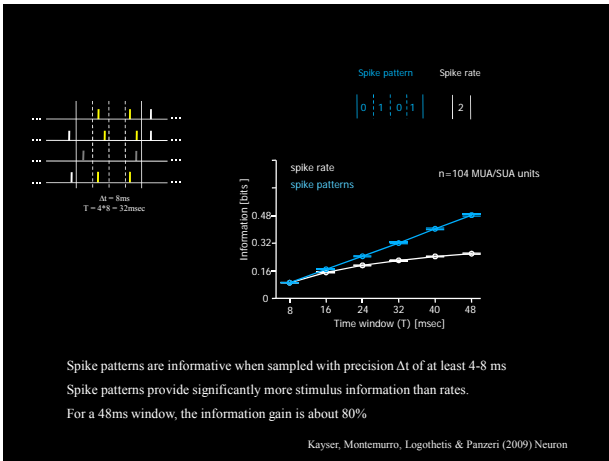 Spike pattern Spike rate
0 1 0 1 2
... ...
... ...
... ...
... ...
Δt = 8ms
T = 4*8 = 32msec
spike rate
spike patterns
n=104 MUA/SUA units
Information [bits]
0.48
0.32
0.16
0
8 16 24 32 40 48
Time window (T) [msec]
Spike patterns are informative when sampled with precision Δt of at least 4-8 ms
Spike patterns provide significantly more stimulus information than rates.
For a 48ms window, the information gain is about 80%
Kayser, Montemurro, Logothetis & Panzeri (2009) Neuron